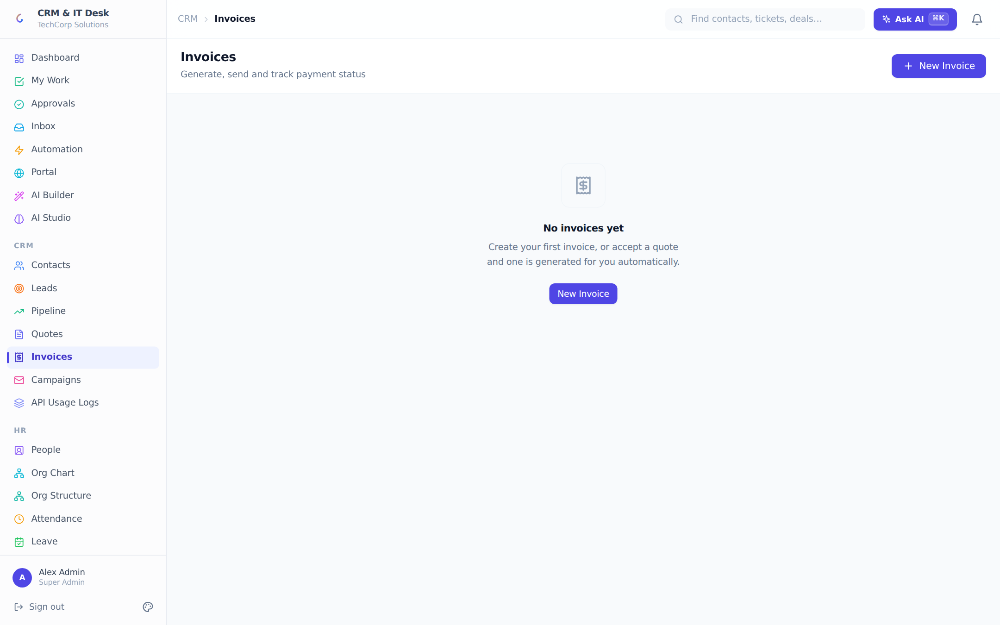 CRM & IT Desk
TechCorp Solutions
Dashboard
My Work
Approvals
Inbox
Automation
Portal
AI Builder
AI Studio
CRM
Contacts
Leads
Pipeline
Quotes
Invoices
Campaigns
API Usage Logs
HR
People
Org Chart
Org Structure
Attendance
Leave
A
Alex Admin
Super Admin
Sign out
CRM > Invoices
Find contacts, tickets, deals...
Ask AI ⌘K
Invoices
Generate, send and track payment status
+ New Invoice
No invoices yet
Create your first invoice, or accept a quote
and one is generated for you automatically.
New Invoice